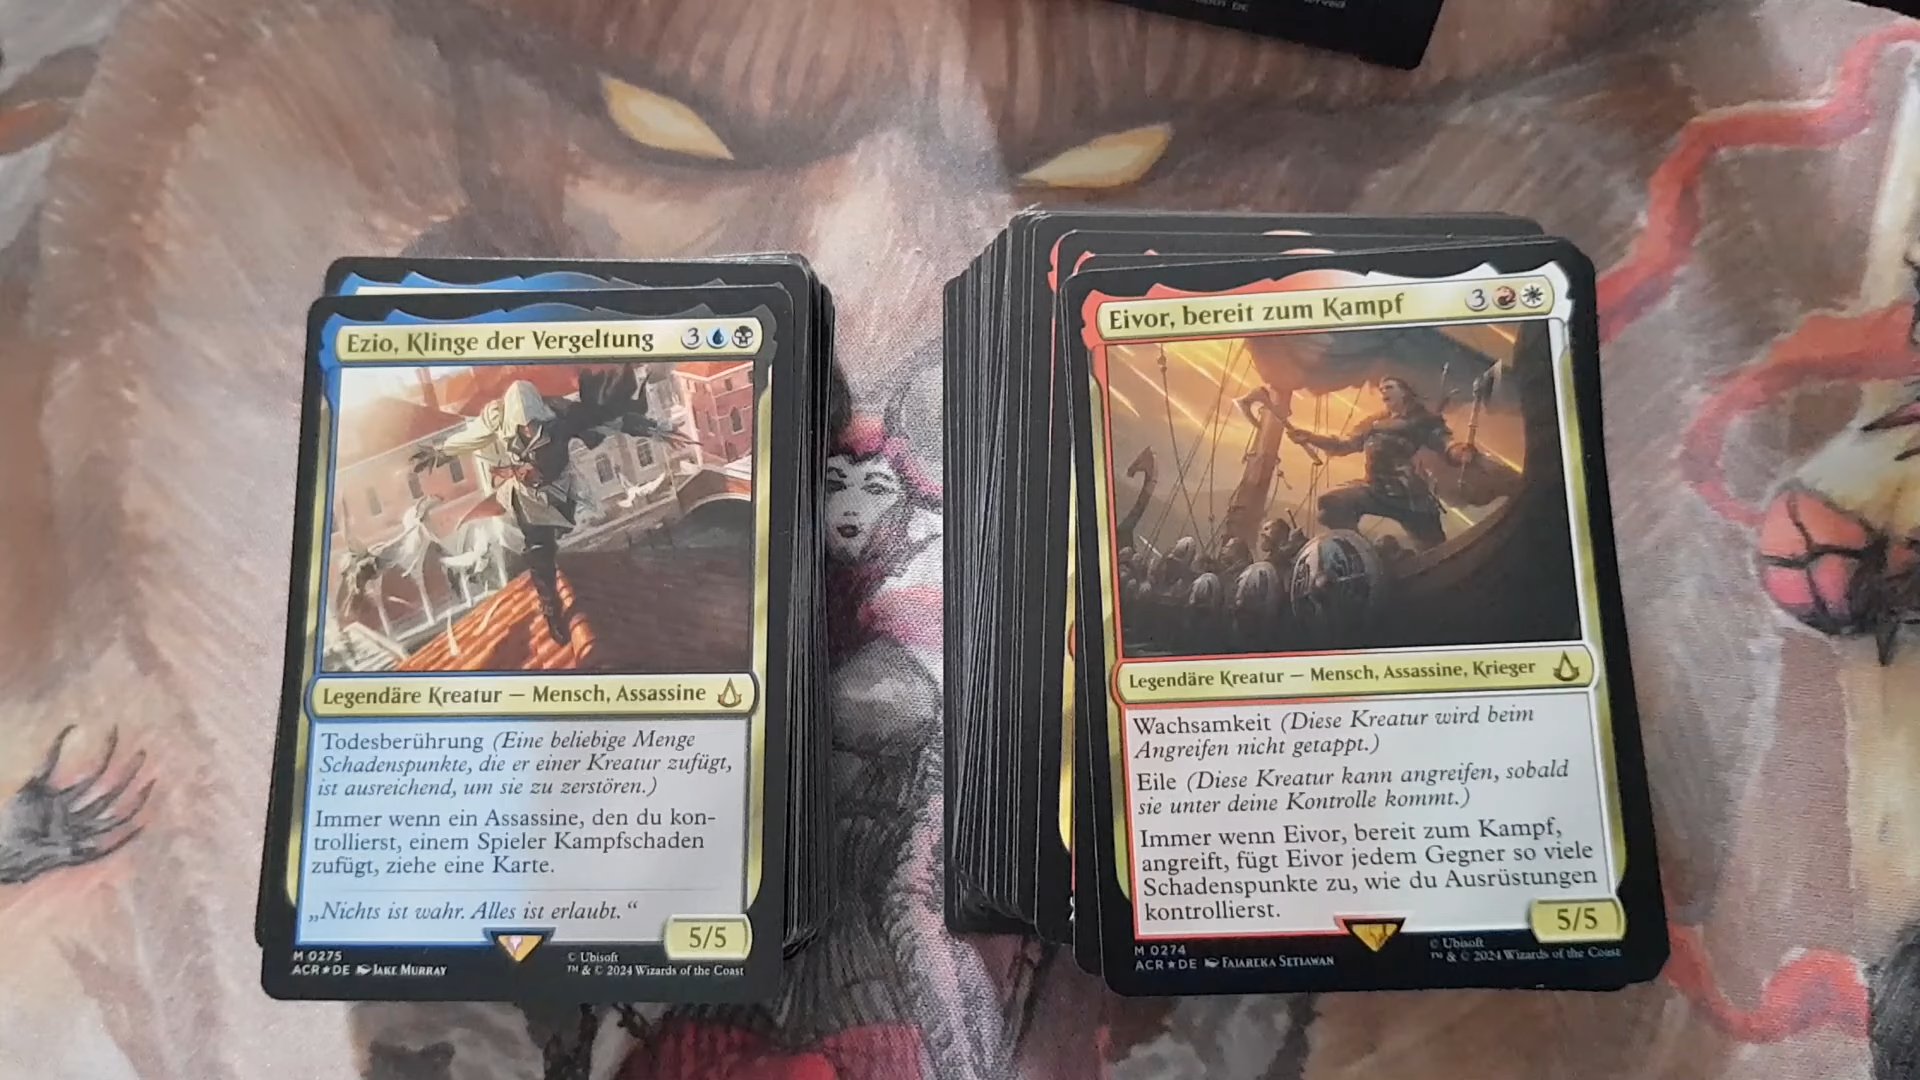 Ezio, Klinge der Vergeltung 3
Legendäre Kreatur — Mensch, Assassine
Todesberührung (Eine beliebige Menge
Schadenspunkte, die er einer Kreatur zufügt,
ist ausreichend, um sie zu zerstören.)
Immer wenn ein Assassine, den du kon-
trollierst, einem Spieler Kampfschaden
zufügt, ziehe eine Karte.
„Nichts ist wahr. Alles ist erlaubt.“
5/5
M 0275
ACR★DE Jake Murray
© Ubisoft
™ & © 2024 Wizards of the Coast
Eivor, bereit zum Kampf 3
Legendäre Kreatur — Mensch, Assassine, Krieger
Wachsamkeit (Diese Kreatur wird beim
Angreifen nicht getappt.)
Eile (Diese Kreatur kann angreifen, sobald
sie unter deine Kontrolle kommt.)
Immer wenn Eivor, bereit zum Kampf,
angreift, fügt Eivor jedem Gegner so viele
Schadenspunkte zu, wie du Ausrüstungen
kontrollierst.
5/5
M 0274
ACR★DE Fajareka Setiawan
© Ubisoft
™ & © 2024 Wizards of the Coast